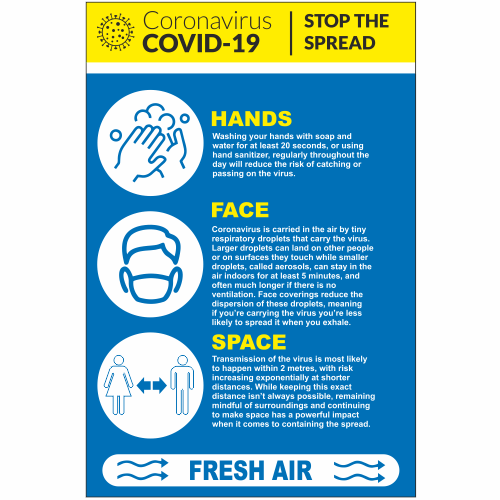 Coronavirus
COVID-19
STOP THE
SPREAD
HANDS
Washing your hands with soap and
water for at least 20 seconds, or using
hand sanitizer, regularly throughout the
day will reduce the risk of catching or
passing on the virus.
FACE
Coronavirus is carried in the air by tiny
respiratory droplets that carry the virus.
Larger droplets can land on other people
or on surfaces they touch while smaller
droplets, called aerosols, can stay in the
air indoors for at least 5 minutes, and
often much longer if there is no
ventilation. Face coverings reduce the
dispersion of these droplets, meaning
if you're carrying the virus you're less
likely to spread it when you exhale.
SPACE
Transmission of the virus is most likely
to happen within 2 metres, with risk
increasing exponentially at shorter
distances. While keeping this exact
distance isn't always possible, remaining
mindful of surroundings and continuing
to make space has a powerful impact
when it comes to containing the spread.
FRESH AIR